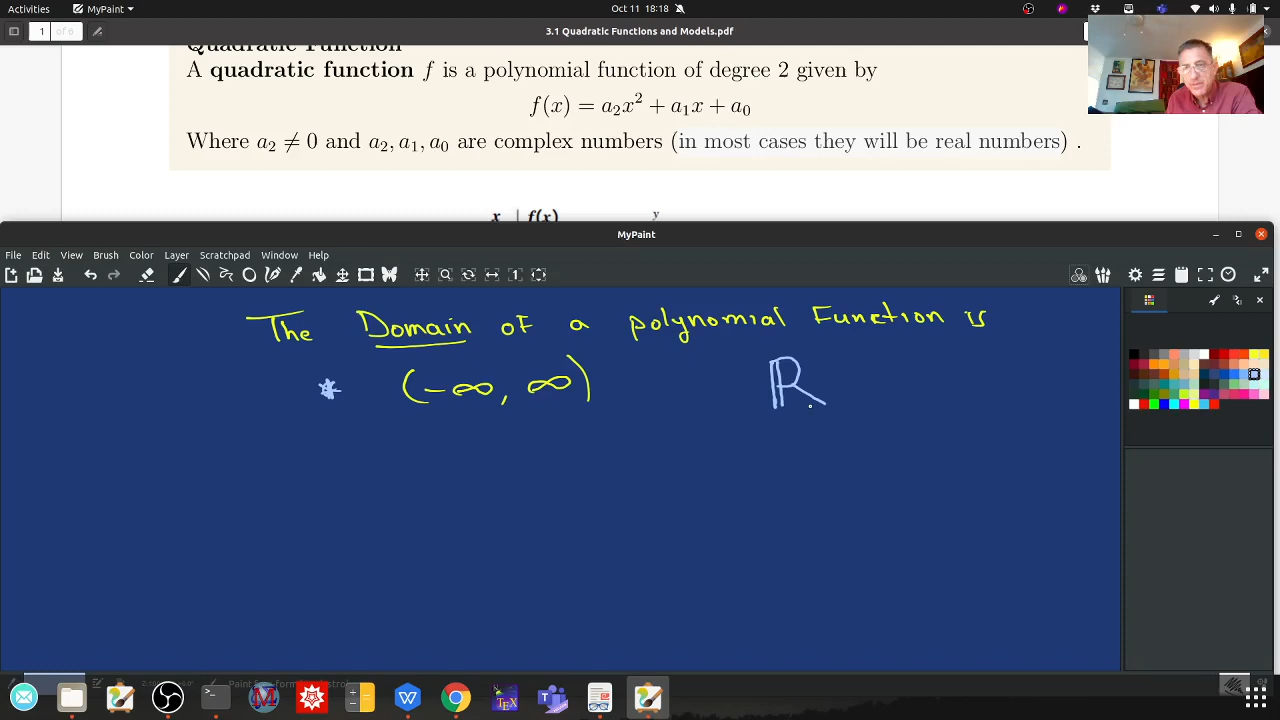 Activities MyPaint Oct 11 18:18
1 of 6 3.1 Quadratic Functions and Models.pdf
Quadratic Function
A quadratic function f is a polynomial function of degree 2 given by
f(x) = a₂x² + a₁x + a₀
Where a₂ ≠ 0 and a₂, a₁, a₀ are complex numbers (in most cases they will be real numbers) .
x f(x) y
MyPaint
File Edit View Brush Color Layer Scratchpad Window Help
The Domain of a polynomial Function is
* (-∞, ∞) ℝ